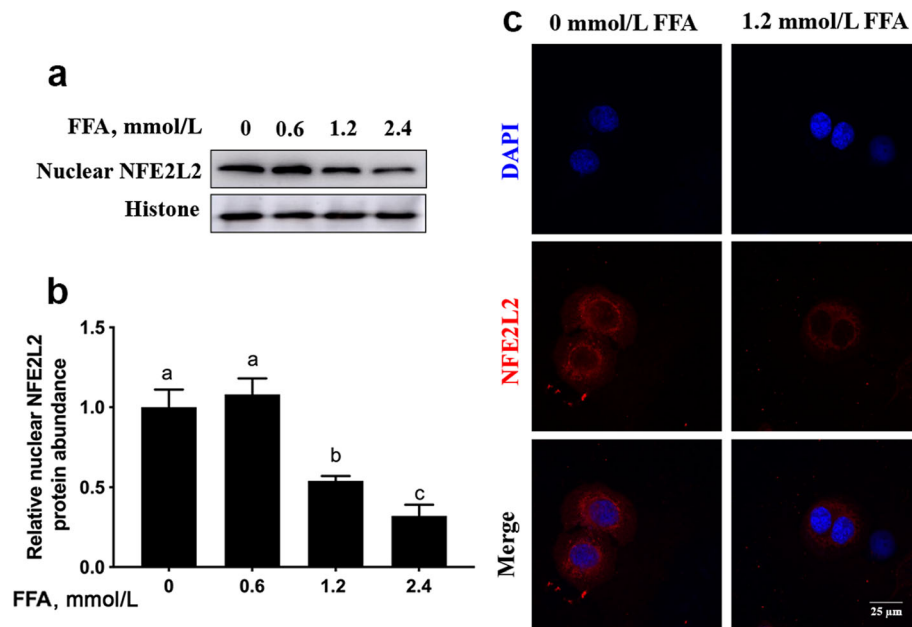 a
FFA, mmol/L 0 0.6 1.2 2.4
Nuclear NFE2L2
Histone
b
Relative nuclear NFE2L2
protein abundance
1.5
1.0
0.5
0.0
a
a
b
c
FFA, mmol/L 0 0.6 1.2 2.4
c
0 mmol/L FFA 1.2 mmol/L FFA
DAPI
NFE2L2
Merge
25 μm